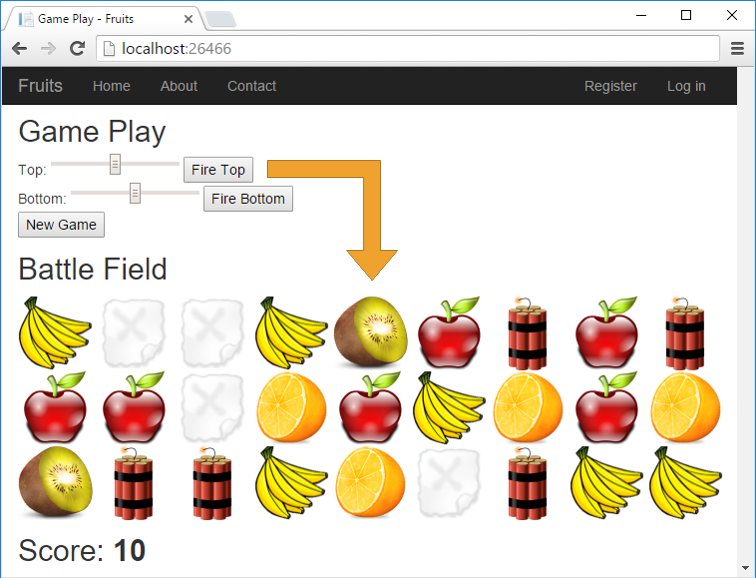 Game Play - Fruits
localhost:26466
Fruits Home About Contact Register Log in
Game Play
Top: Fire Top
Bottom: Fire Bottom
New Game
Battle Field
Score: 10